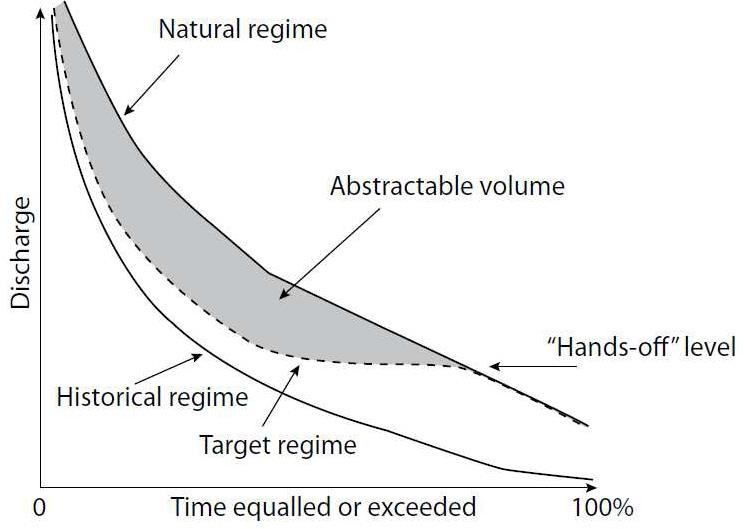 Natural regime
Abstractable volume
Discharge
“Hands-off” level
Historical regime
Target regime
0
Time equalled or exceeded
100%